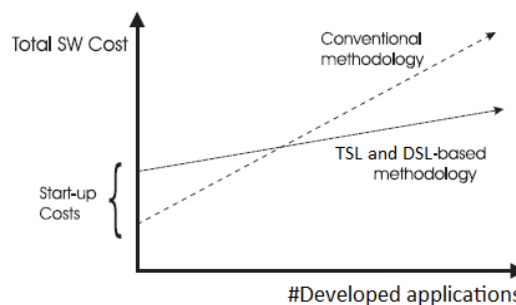 Total SW Cost
Conventional
methodology
TSL and DSL-based
methodology
Start-up
Costs
#Developed applications